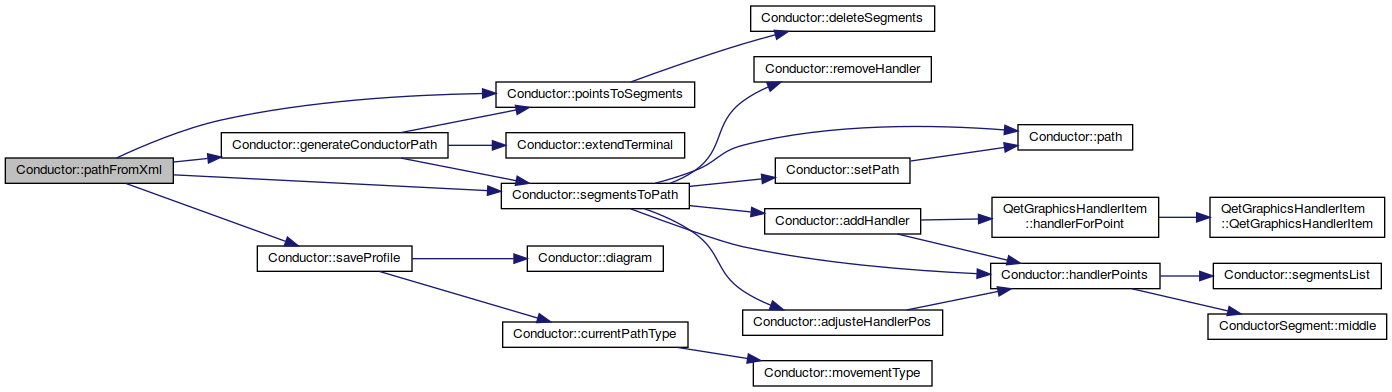 Conductor::deleteSegments
Conductor::removeHandler
Conductor::pointsToSegments
Conductor::path
Conductor::generateConductorPath
Conductor::extendTerminal
Conductor::pathFromXml
Conductor::setPath
Conductor::segmentsToPath
Conductor::addHandler
QetGraphicsHandlerItem
::handlerForPoint
QetGraphicsHandlerItem
::QetGraphicsHandlerItem
Conductor::saveProfile
Conductor::diagram
Conductor::handlerPoints
Conductor::segmentsList
Conductor::adjusteHandlerPos
ConductorSegment::middle
Conductor::currentPathType
Conductor::movementType